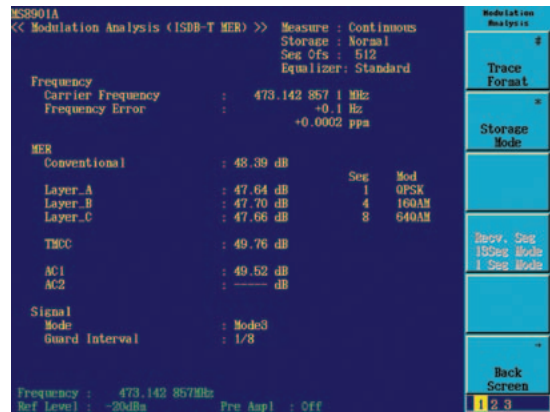 MS8901A
<< Modulation Analysis (ISDB-T MER) >> Measure : Continuous
Storage : Normal
Seg Ofs : 512
Equalizer: Standard
Frequency
Carrier Frequency : 473.142 857 1 MHz
Frequency Error : +0.1 Hz
+0.0002 ppm
MER
Conventional : 48.39 dB
Seg Mod
Layer_A : 47.64 dB 1 QPSK
Layer_B : 47.70 dB 4 16QAM
Layer_C : 47.66 dB 8 64QAM
TMCC : 49.76 dB
AC1 : 49.52 dB
AC2 : ----- dB
Signal
Mode : Mode3
Guard Interval : 1/8
Frequency : 473.142 857MHz
Ref Level : -20dBm Pre Ampl : Off
Modulation
Analysis
#
Trace
Format
*
Storage
Mode
Recv. Seg
13Seg Mode
1 Seg Mode
→
Back
Screen
1 2 3